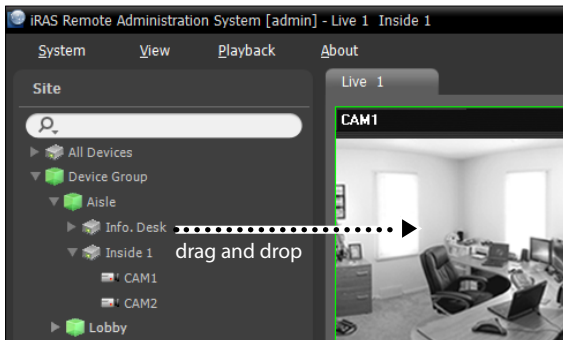 iRAS Remote Administration System [admin] - Live 1 Inside 1
System View Playback About
Site
Live 1
CAM1
All Devices
Device Group
Aisle
Info. Desk
drag and drop
Inside 1
CAM1
CAM2
Lobby